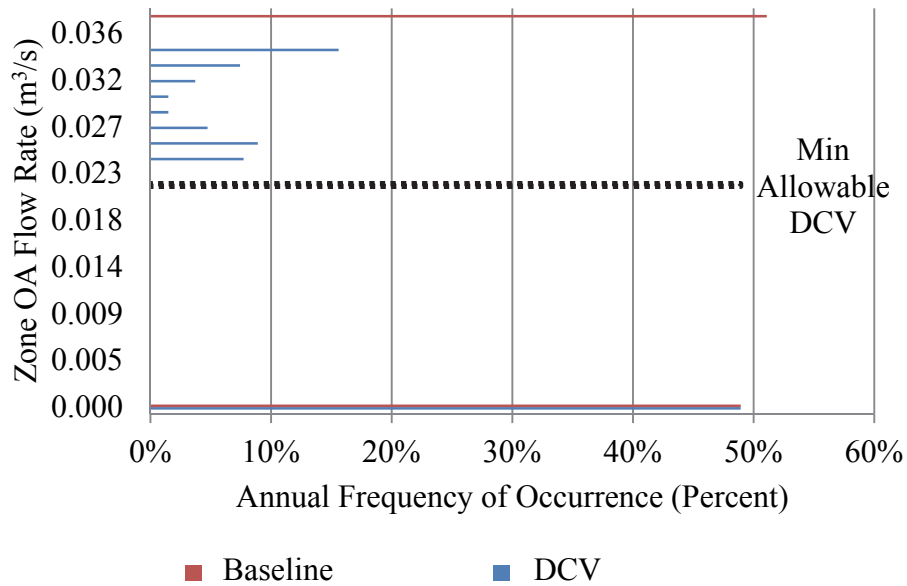 Zone OA Flow Rate (m³/s)
0.036
0.032
0.027
0.023
0.018
0.014
0.009
0.005
0.000
Min
Allowable
DCV
0% 10% 20% 30% 40% 50% 60%
Annual Frequency of Occurrence (Percent)
Baseline DCV